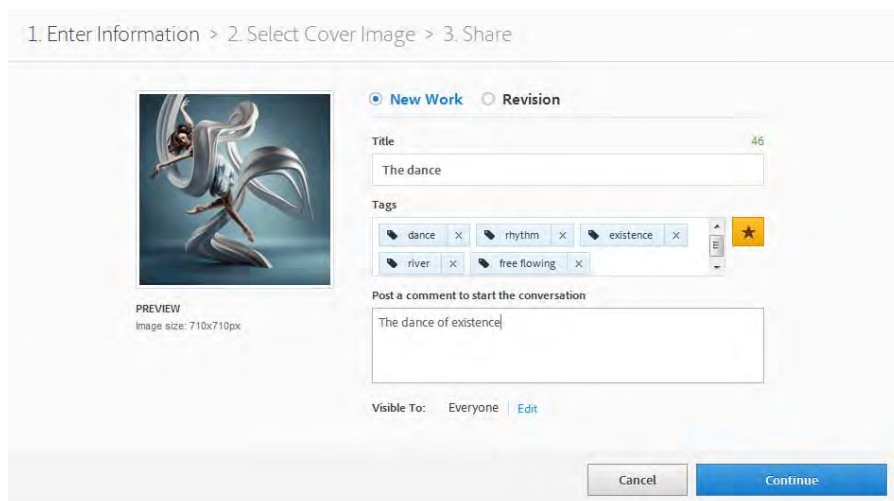 1. Enter Information > 2. Select Cover Image > 3. Share
New Work Revision
Title 46
The dance
Tags
dance x rhythm x existence x
river x free flowing x
PREVIEW
Image size: 710x710px
Post a comment to start the conversation
The dance of existence
Visible To: Everyone Edit
Cancel Continue